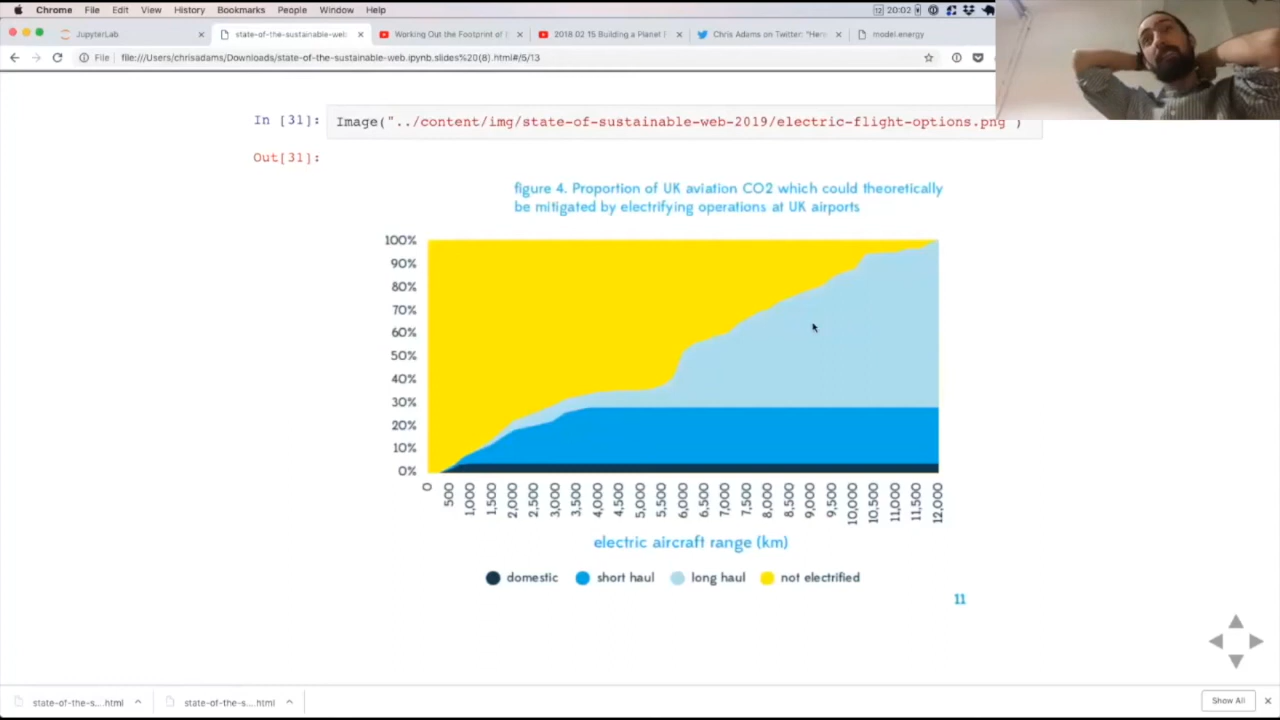 Chrome File Edit View History Bookmarks People Window Help
12 20:02
JupyterLab
state-of-the-sustainable-web:
Working Out the Footprint of
2018 02 15 Building a Planet
Chris Adams on Twitter: "Her
model.energy
File file:///Users/chrisadams/Downloads/state-of-the-sustainable-web.ipynb.slides%20(8).html#/5/13
In [31]: Image("../content/img/state-of-sustainable-web-2019/electric-flight-options.png")
Out[31]:
figure 4. Proportion of UK aviation CO2 which could theoretically
be mitigated by electrifying operations at UK airports
100%
90%
80%
70%
60%
50%
40%
30%
20%
10%
0%
0 500 1,000 1,500 2,000 2,500 3,000 3,500 4,000 4,500 5,000 5,500 6,000 6,500 7,000 7,500 8,000 8,500 9,000 9,500 10,000 10,500 11,000 11,500 12,000
electric aircraft range (km)
domestic short haul long haul not electrified
11
state-of-the-s....html
state-of-the-s....html
Show All